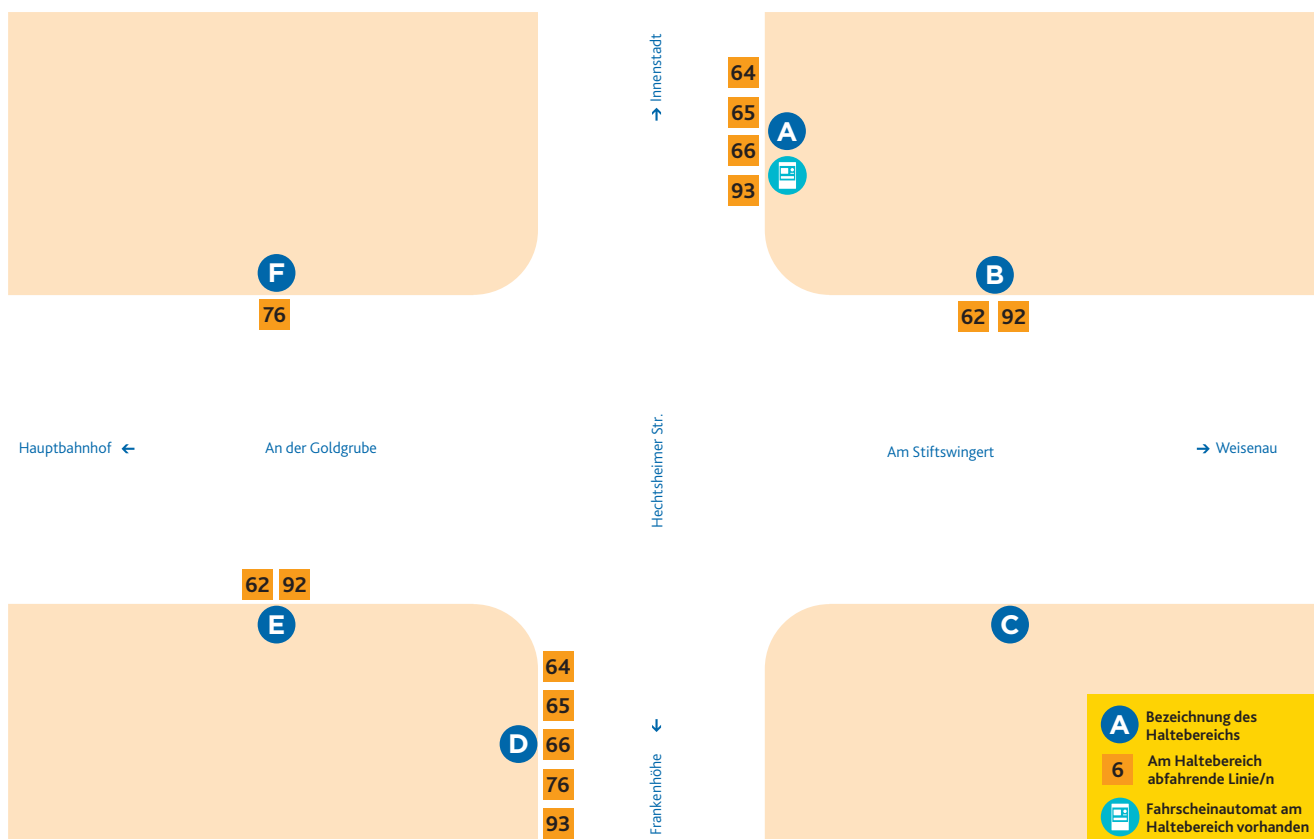 → Innenstadt
64
65
A
66
93
F
76
B
62 92
Hauptbahnhof ←
An der Goldgrube
Hechtsheimer Str.
Am Stiftswingert
→ Weisenau
62 92
E
C
64
65
D 66
76
93
Frankenhöhe ←
A Bezeichnung des
Haltebereichs
6 Am Haltebereich
abfahrende Linie/n
Fahrscheinautomat am
Haltebereich vorhanden